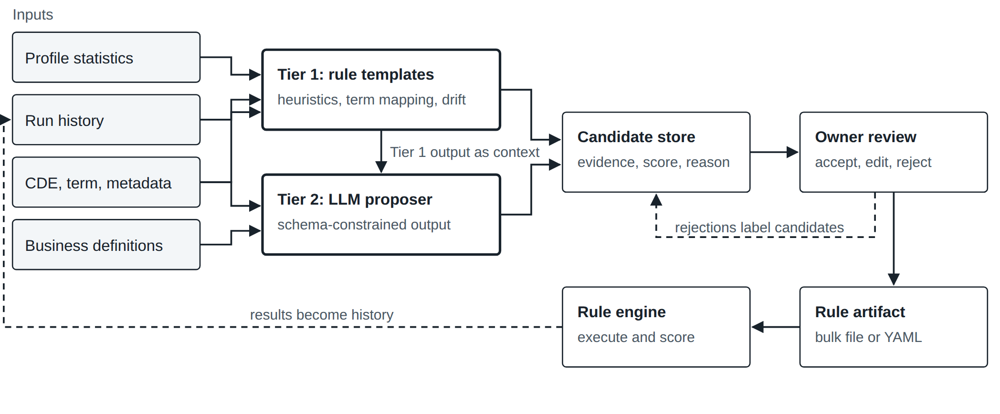 Inputs
Profile statistics
Run history
CDE, term, metadata
Business definitions
Tier 1: rule templates
heuristics, term mapping, drift
Tier 1 output as context
Tier 2: LLM proposer
schema-constrained output
Candidate store
evidence, score, reason
Owner review
accept, edit, reject
rejections label candidates
Rule engine
execute and score
Rule artifact
bulk file or YAML
results become history